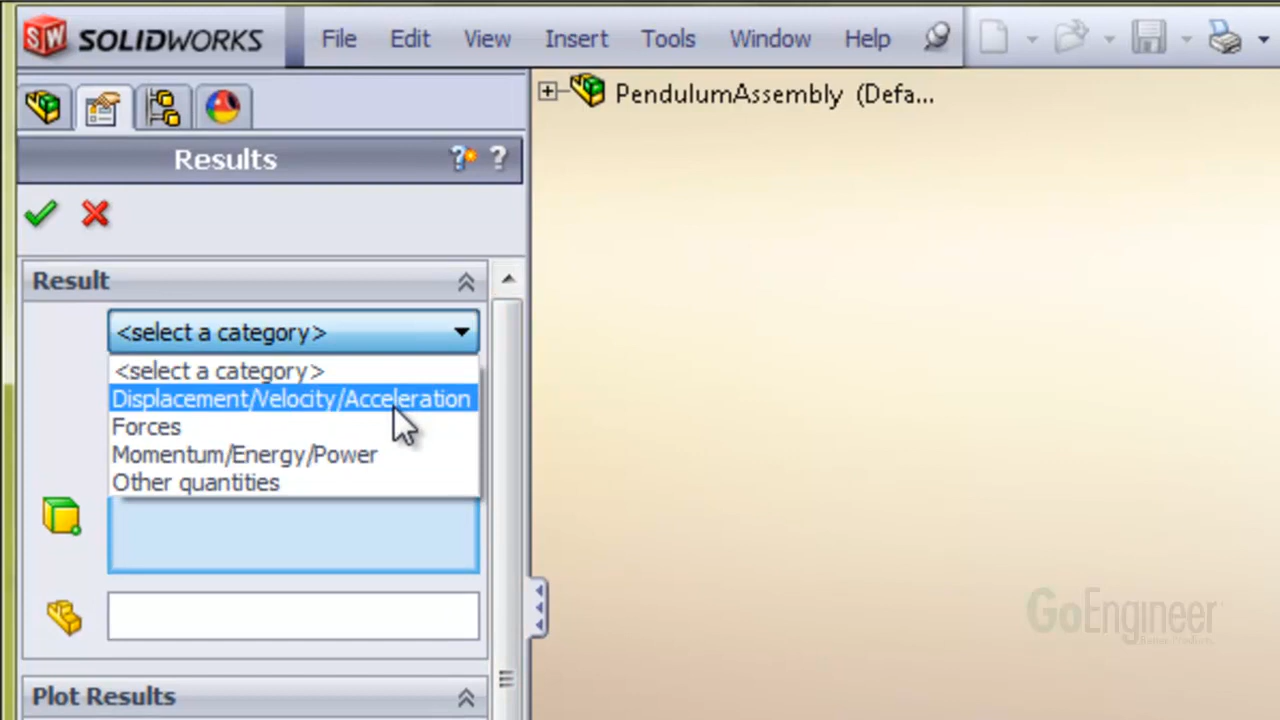 SW SOLIDWORKS File Edit View Insert Tools Window Help
PendulumAssembly (Defa...
Results ? ?
Result
<select a category>
<select a category>
Displacement/Velocity/Acceleration
Forces
Momentum/Energy/Power
Other quantities
GoEngineer
Plot Results